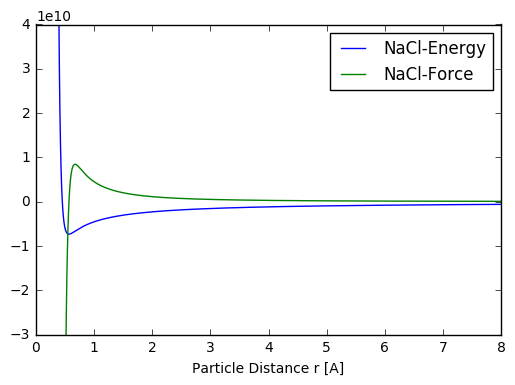 1e10
4
3
2
1
0
−1
−2
−3
NaCl-Energy
NaCl-Force
0 1 2 3 4 5 6 7 8
Particle Distance r [A]